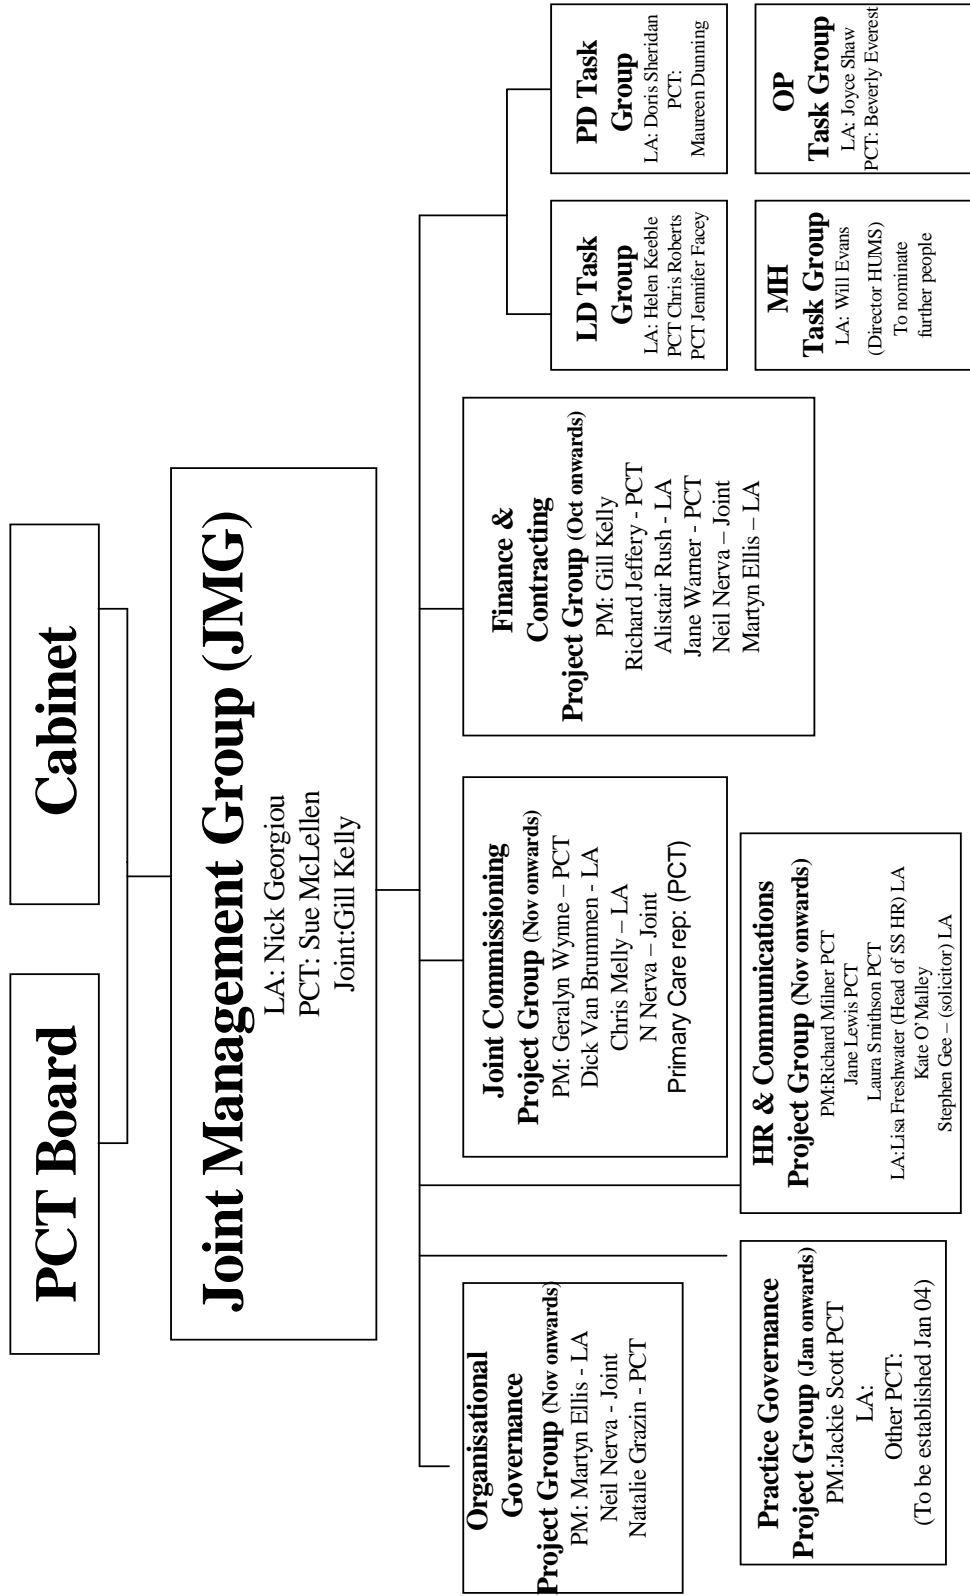 PCT Board
Cabinet
Joint Management Group (JMG)
LA: Nick Georgiou
PCT: Sue McLellen
Joint:Gill Kelly
Organisational
Governance
Project Group (Nov onwards)
PM: Martyn Ellis - LA
Neil Nerva - Joint
Natalie Grazin - PCT
Joint Commissioning
Project Group (Nov onwards)
PM: Geralyn Wynne – PCT
Dick Van Brummen - LA
Chris Melly – LA
N Nerva – Joint
Primary Care rep: (PCT)
Finance &
Contracting
Project Group (Oct onwards)
PM: Gill Kelly
Richard Jeffery - PCT
Alistair Rush - LA
Jane Warner - PCT
Neil Nerva – Joint
Martyn Ellis – LA
LD Task
Group
LA: Helen Keeble
PCT Chris Roberts
PCT Jennifer Facey
PD Task
Group
LA: Doris Sheridan
PCT:
Maureen Dunning
Practice Governance
Project Group (Jan onwards)
PM:Jackie Scott PCT
LA:
Other PCT:
(To be established Jan 04)
HR & Communications
Project Group (Nov onwards)
PM:Richard Milner PCT
Jane Lewis PCT
Laura Smithson PCT
LA:Lisa Freshwater (Head of SS HR) LA
Kate O’Malley
Stephen Gee – (solicitor) LA
MH
Task Group
LA: Will Evans
(Director HUMS)
To nominate
further people
OP
Task Group
LA: Joyce Shaw
PCT: Beverly Everest